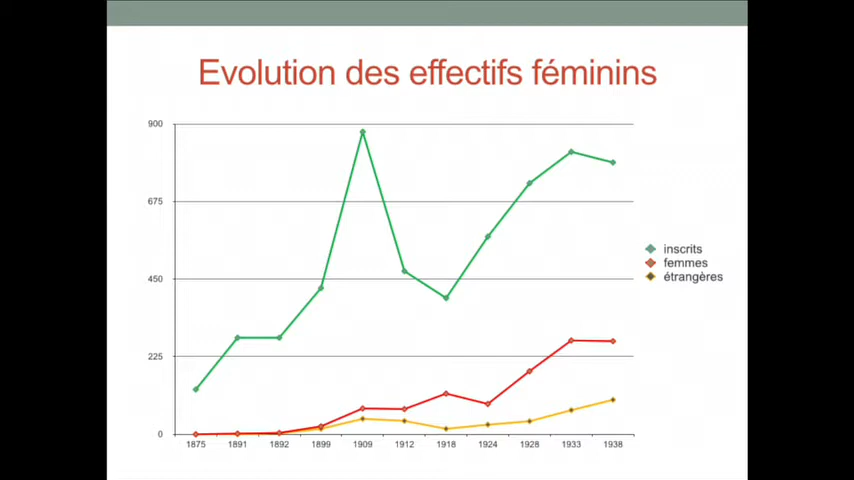 Evolution des effectifs féminins
900
675
450
225
0
1875 1891 1892 1899 1909 1912 1918 1924 1928 1933 1938
inscrits
femmes
étrangères